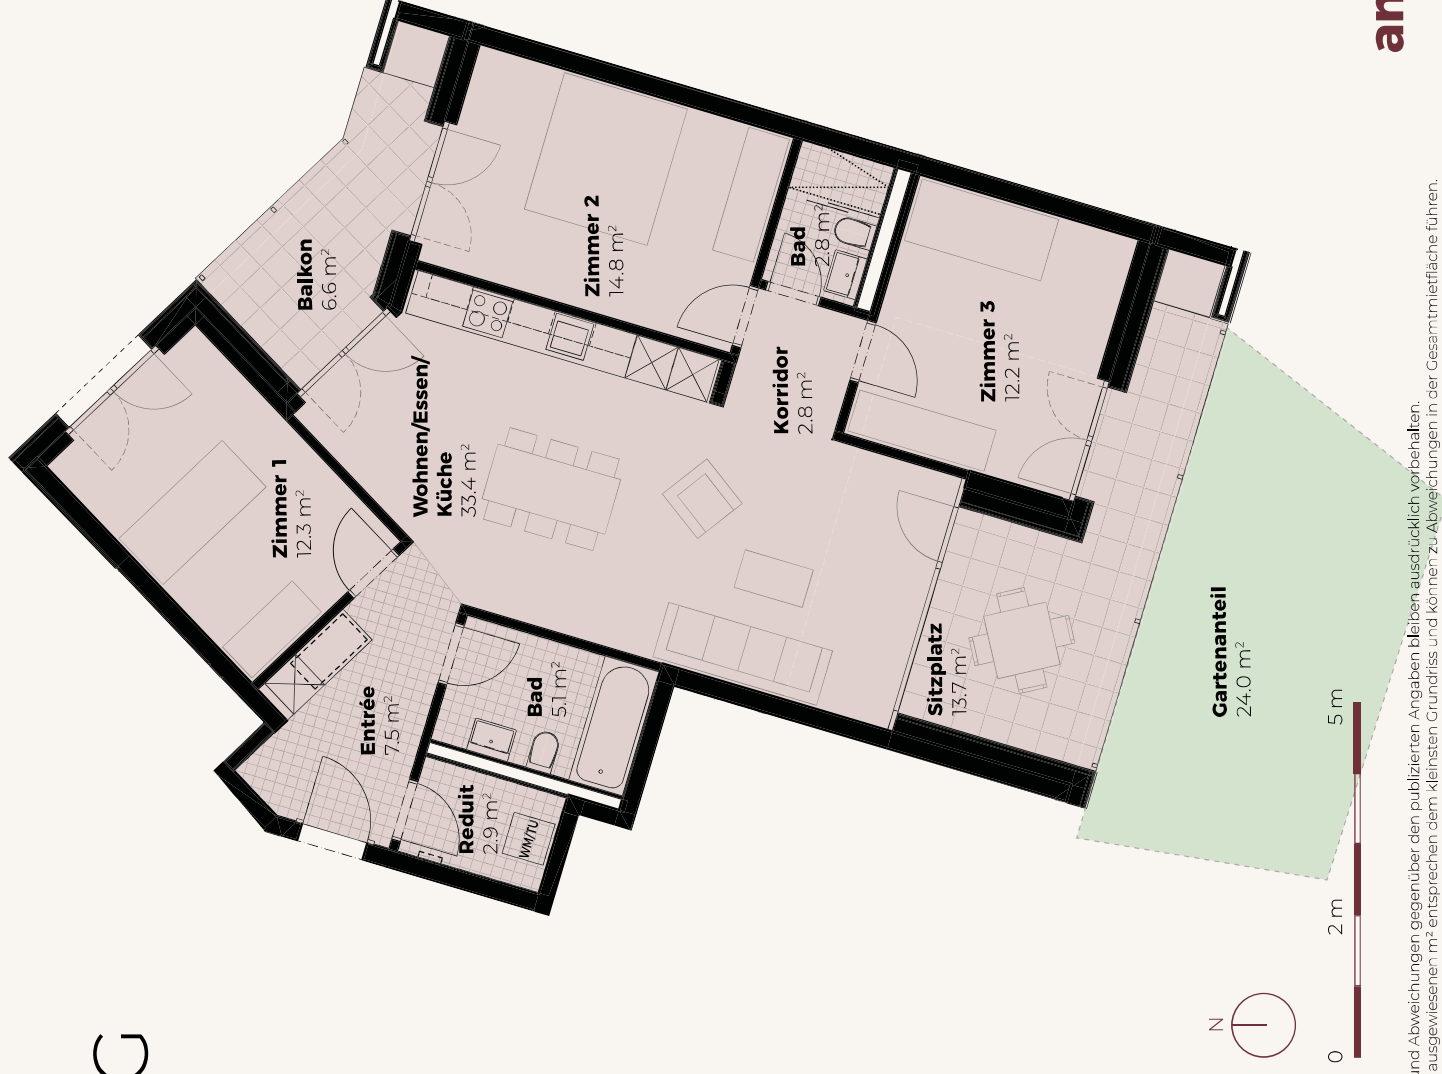 Balkon
6.6 m²
Zimmer 2
14.8 m²
Bad
2.8 m²
Zimmer 1
12.3 m²
Wohnen/Essen/
Küche
33.4 m²
Korridor
2.8 m²
Zimmer 3
12.2 m²
Entrée
7.5 m²
Bad
5.1 m²
Reduit
2.9 m²
WM/TU
Sitzplatz
13.7 m²
Gartenanteil
24.0 m²
N
0 2 m 5 m
und Abweichungen gegenüber den publizierten Angaben bleiben ausdrücklich vorbehalten.
ausgewiesenen m² entsprechen dem kleinsten Grundriss und können zu Abweichungen in der Gesamtmietfläche führen.
an